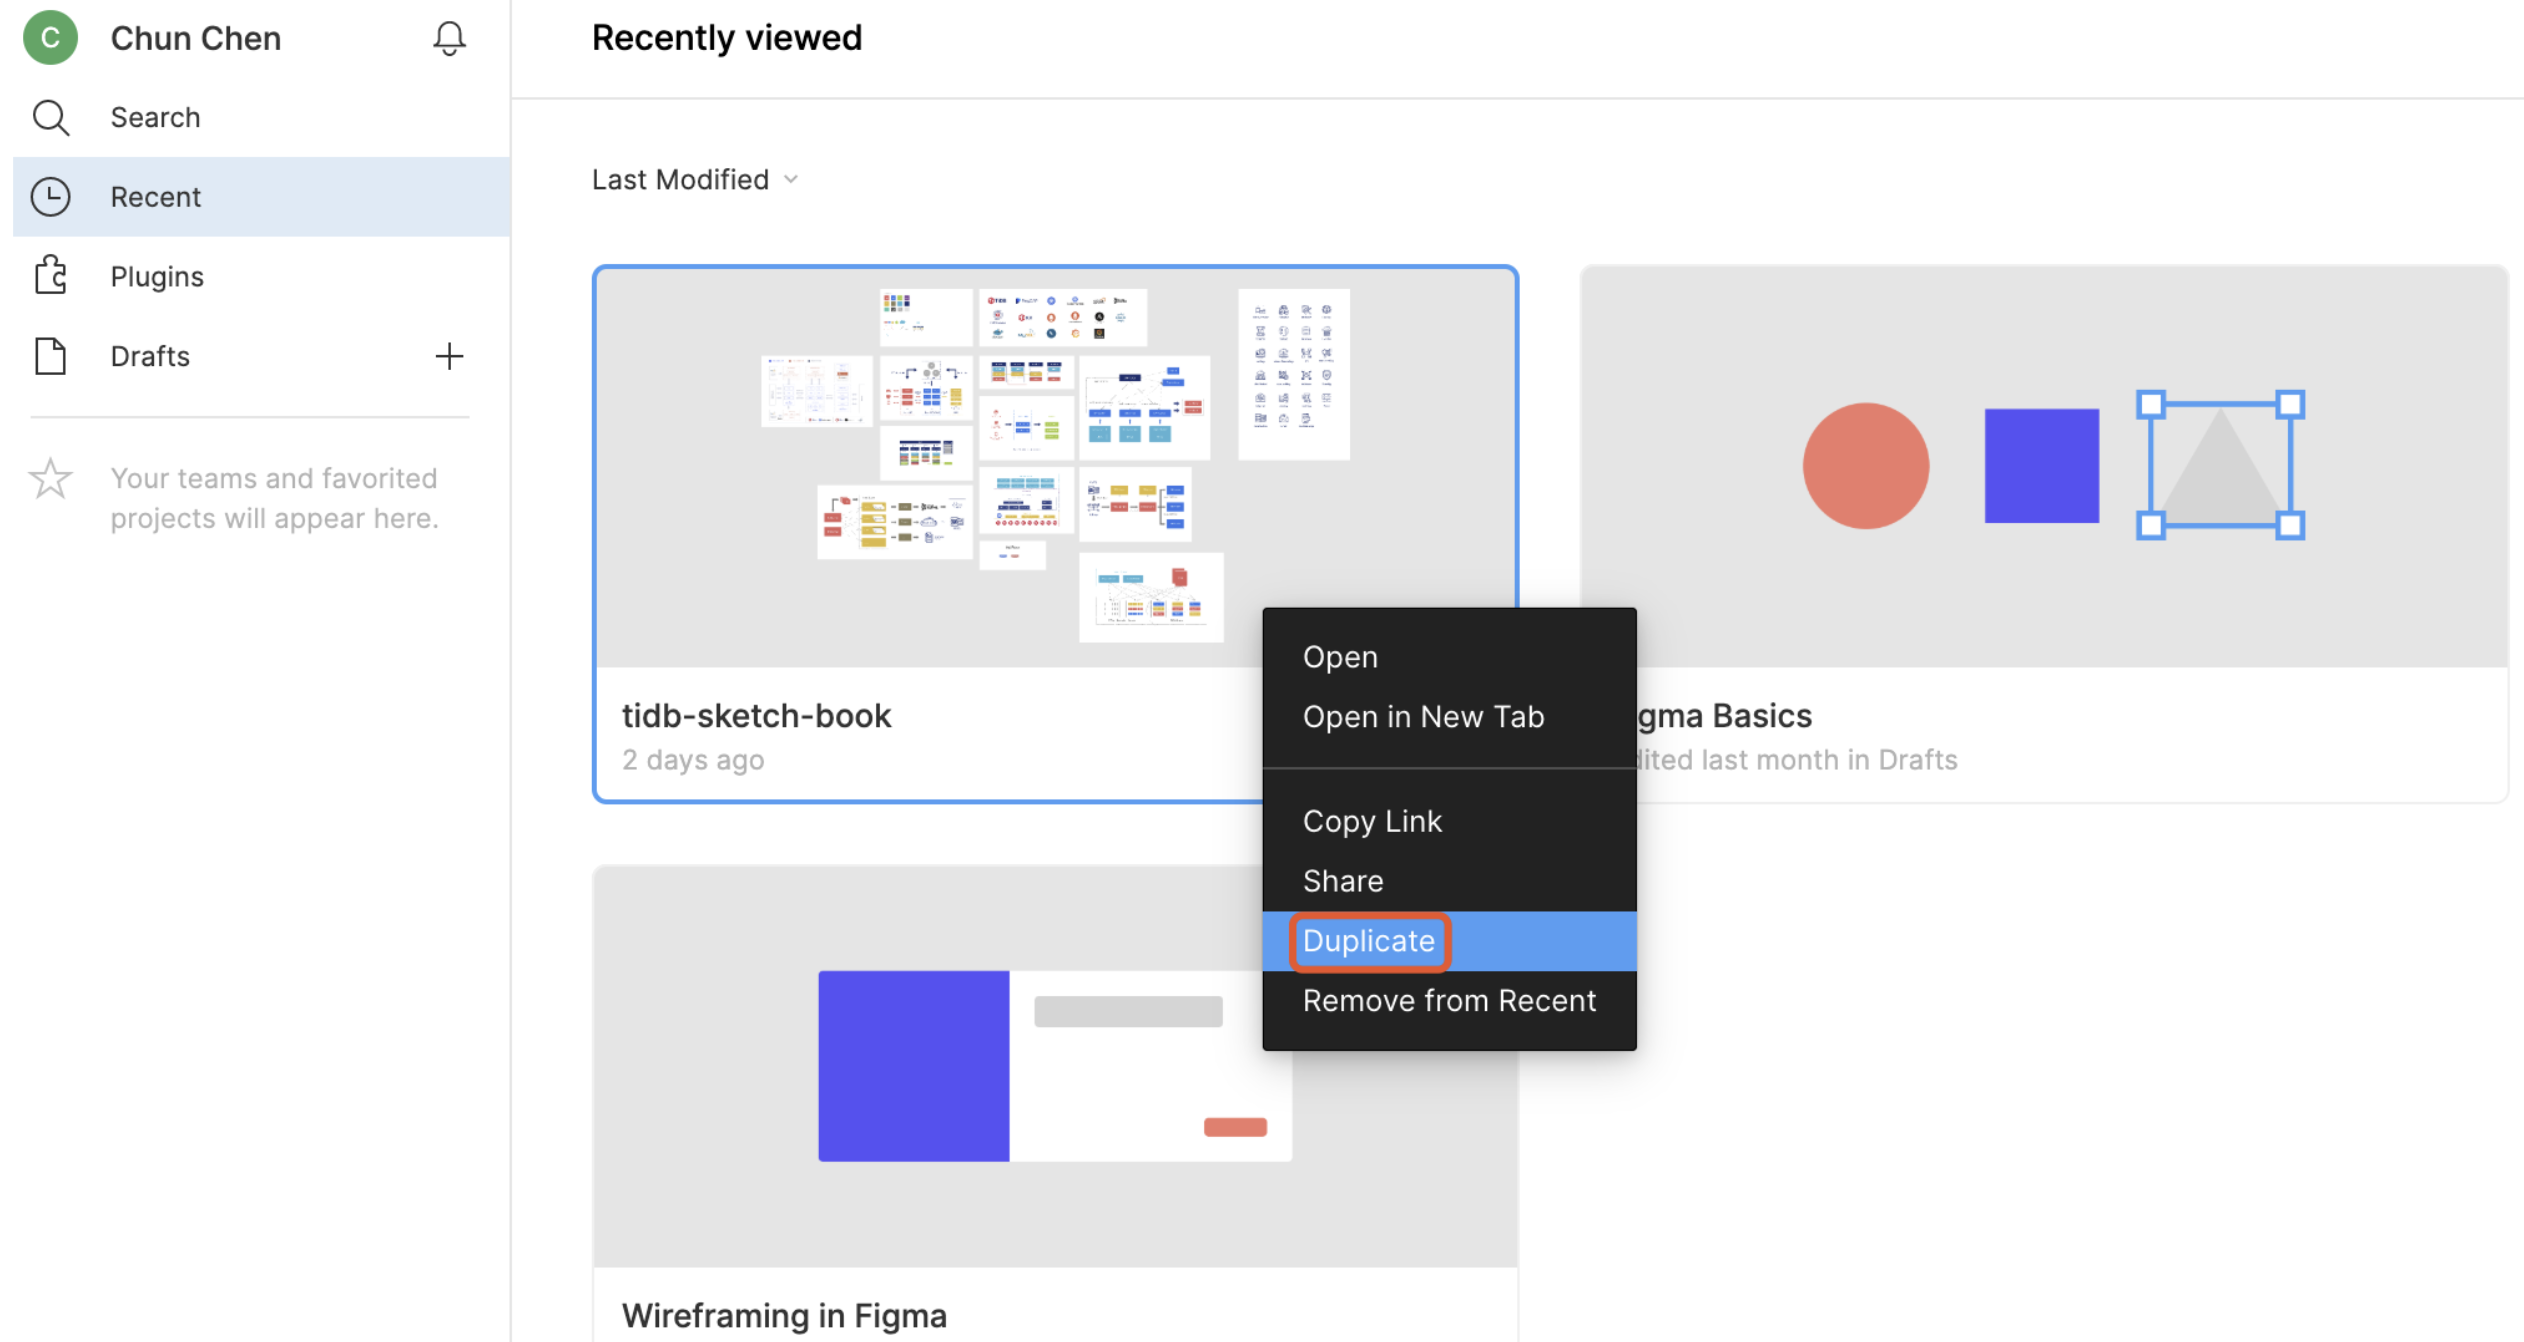 C
Chun Chen
Search
Recent
Plugins
Drafts
Your teams and favorited
projects will appear here.
Recently viewed
Last Modified
tidb-sketch-book
2 days ago
gma Basics
dited last month in Drafts
Open
Open in New Tab
Copy Link
Share
Duplicate
Remove from Recent
Wireframing in Figma